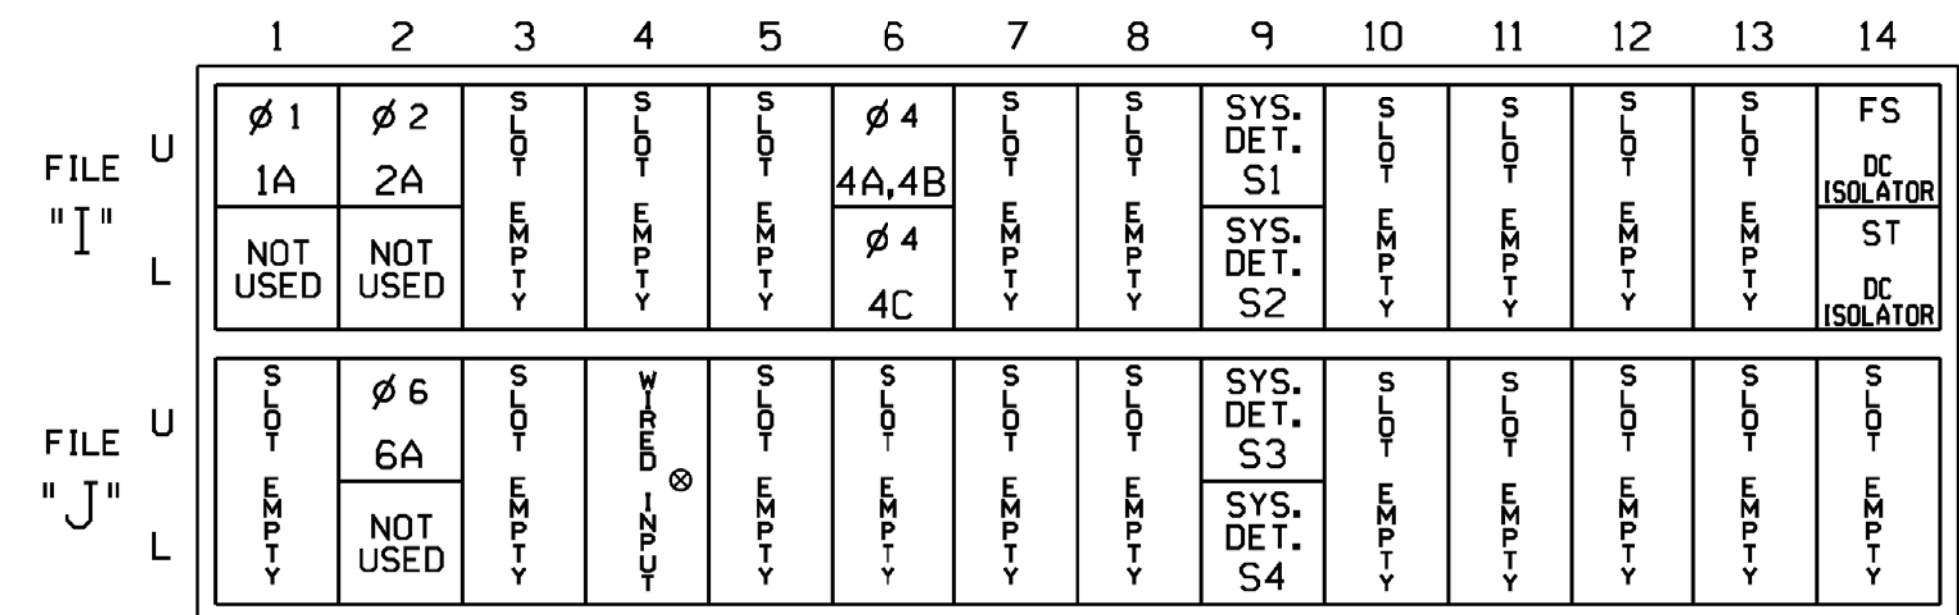 1 2 3 4 5 6 7 8 9 10 11 12 13 14
FILE
"I"
U
L
ø 1
1A
NOT
USED
ø 2
2A
NOT
USED
SLOT EMPTY
SLOT EMPTY
SLOT EMPTY
ø 4
4A,4B
ø 4
4C
SLOT EMPTY
SLOT EMPTY
SYS.
DET.
S1
SYS.
DET.
S2
SLOT EMPTY
SLOT EMPTY
SLOT EMPTY
SLOT EMPTY
FS
DC
ISOLATOR
ST
DC
ISOLATOR
FILE
"J"
U
L
SLOT EMPTY
ø 6
6A
NOT
USED
SLOT EMPTY
WIRED INPUT
⊗
SLOT EMPTY
SLOT EMPTY
SLOT EMPTY
SLOT EMPTY
SYS.
DET.
S3
SYS.
DET.
S4
SLOT EMPTY
SLOT EMPTY
SLOT EMPTY
SLOT EMPTY
SLOT EMPTY